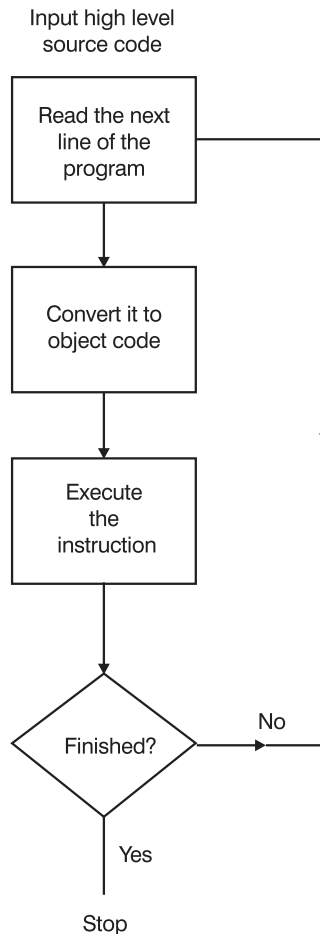 Input high level
source code
Read the next
line of the
program
Convert it to
object code
Execute
the
instruction
Finished?
No
Yes
Stop